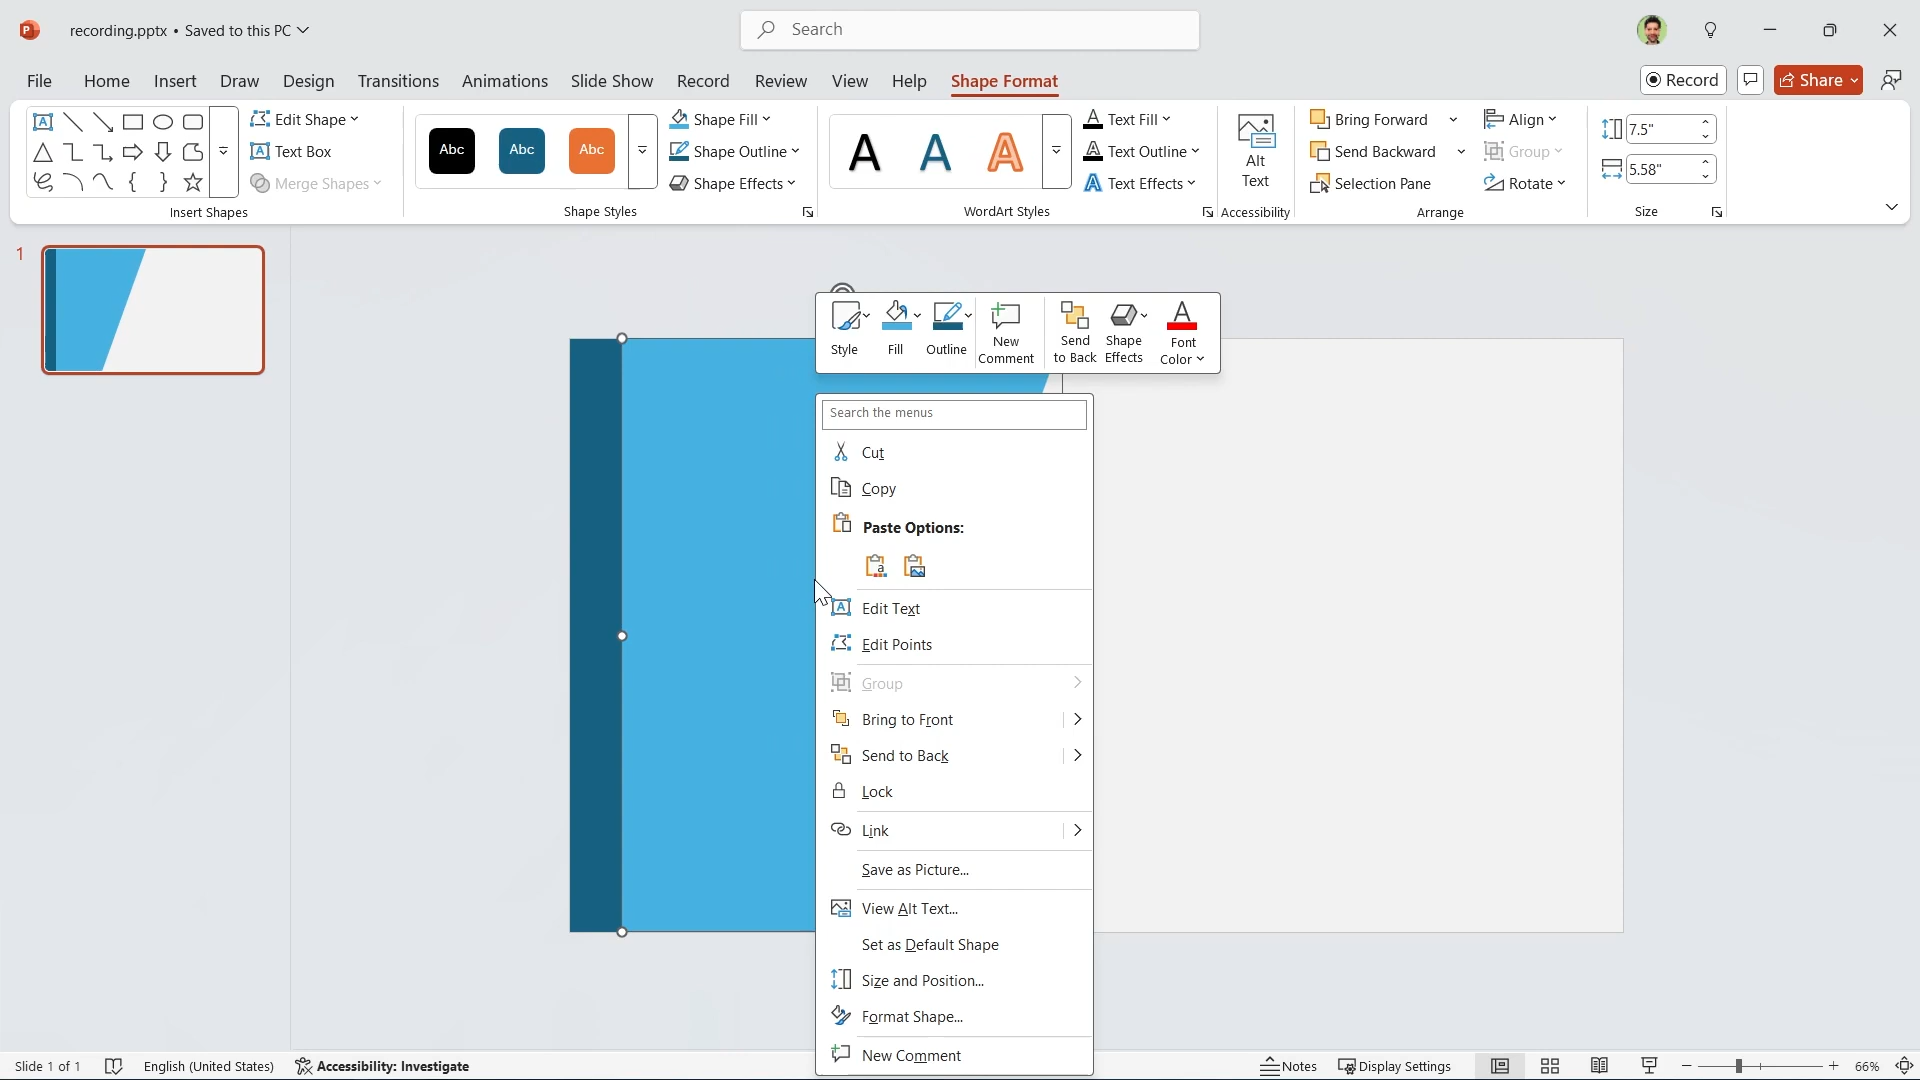 recording.pptx • Saved to this PC
Search
File Home Insert Draw Design Transitions Animations Slide Show Record Review View Help Shape Format
Record
Share
Edit Shape
Text Box
Merge Shapes
Insert Shapes
Abc Abc Abc
Shape Fill
Shape Outline
Shape Effects
Shape Styles
A A A
Text Fill
Text Outline
Text Effects
WordArt Styles
Alt
Text
Accessibility
Bring Forward
Send Backward
Selection Pane
Align
Group
Rotate
Arrange
7.5"
5.58"
Size
1
Style
Fill
Outline
New
Comment
Send
to Back
Shape
Effects
Font
Color
Search the menus
Cut
Copy
Paste Options:
Edit Text
Edit Points
Group
Bring to Front
Send to Back
Lock
Link
Save as Picture...
View Alt Text...
Set as Default Shape
Size and Position...
Format Shape...
New Comment
Slide 1 of 1
English (United States)
Accessibility: Investigate
Notes
Display Settings
66%